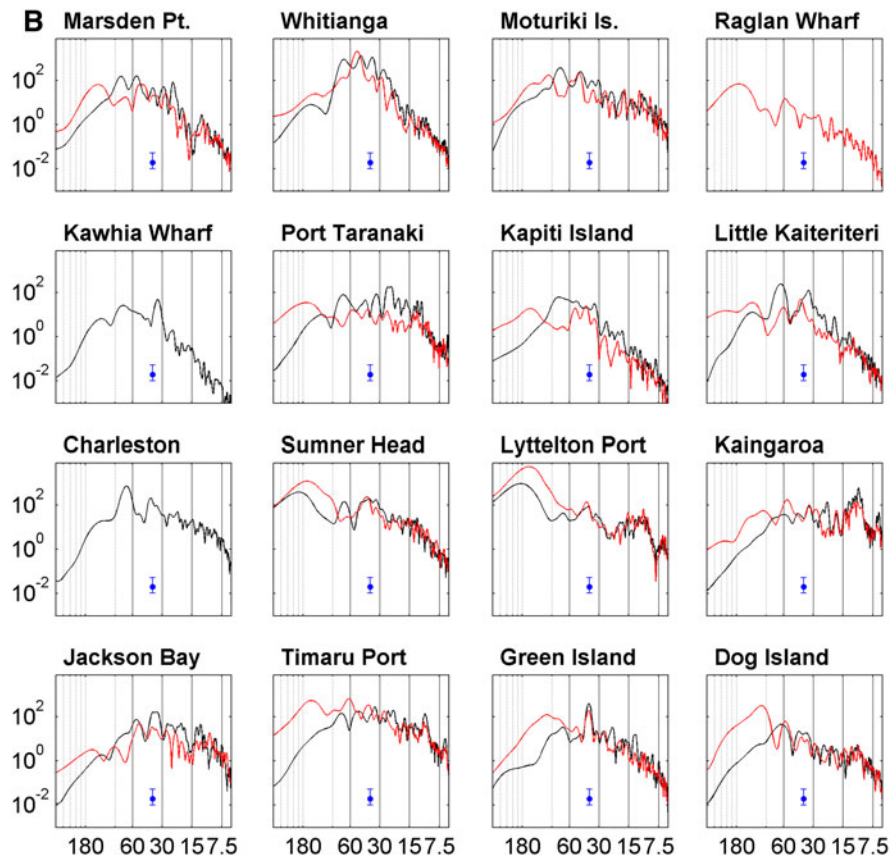 B
Marsden Pt. Whitianga Moturiki Is. Raglan Wharf
10^2
10^0
10^-2
Kawhia Wharf Port Taranaki Kapiti Island Little Kaiteriteri
10^2
10^0
10^-2
Charleston Sumner Head Lyttelton Port Kaingaroa
10^2
10^0
10^-2
Jackson Bay Timaru Port Green Island Dog Island
10^2
10^0
10^-2
180 60 30 157.5 180 60 30 157.5 180 60 30 157.5 180 60 30 157.5